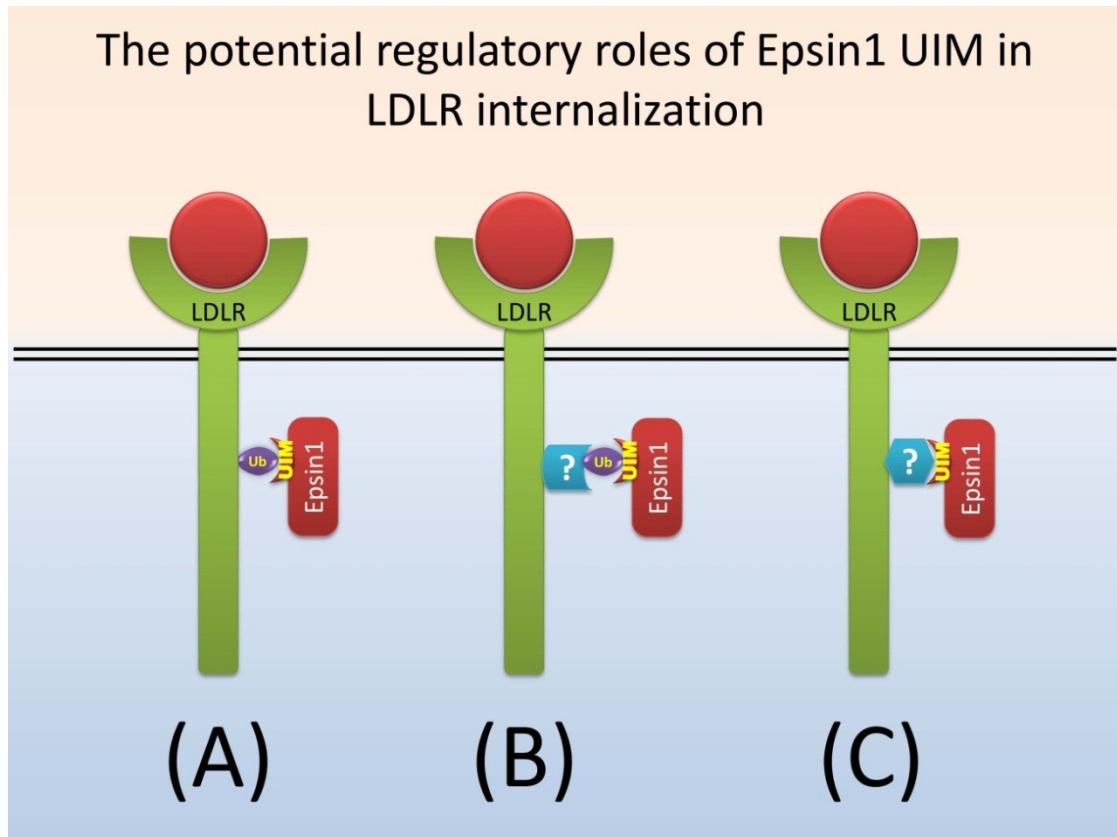 The potential regulatory roles of Epsin1 UIM in
LDLR internalization
LDLR
LDLR
LDLR
Ub
UIM
Epsin1
?
Ub
UIM
Epsin1
?
UIM
Epsin1
(A)
(B)
(C)